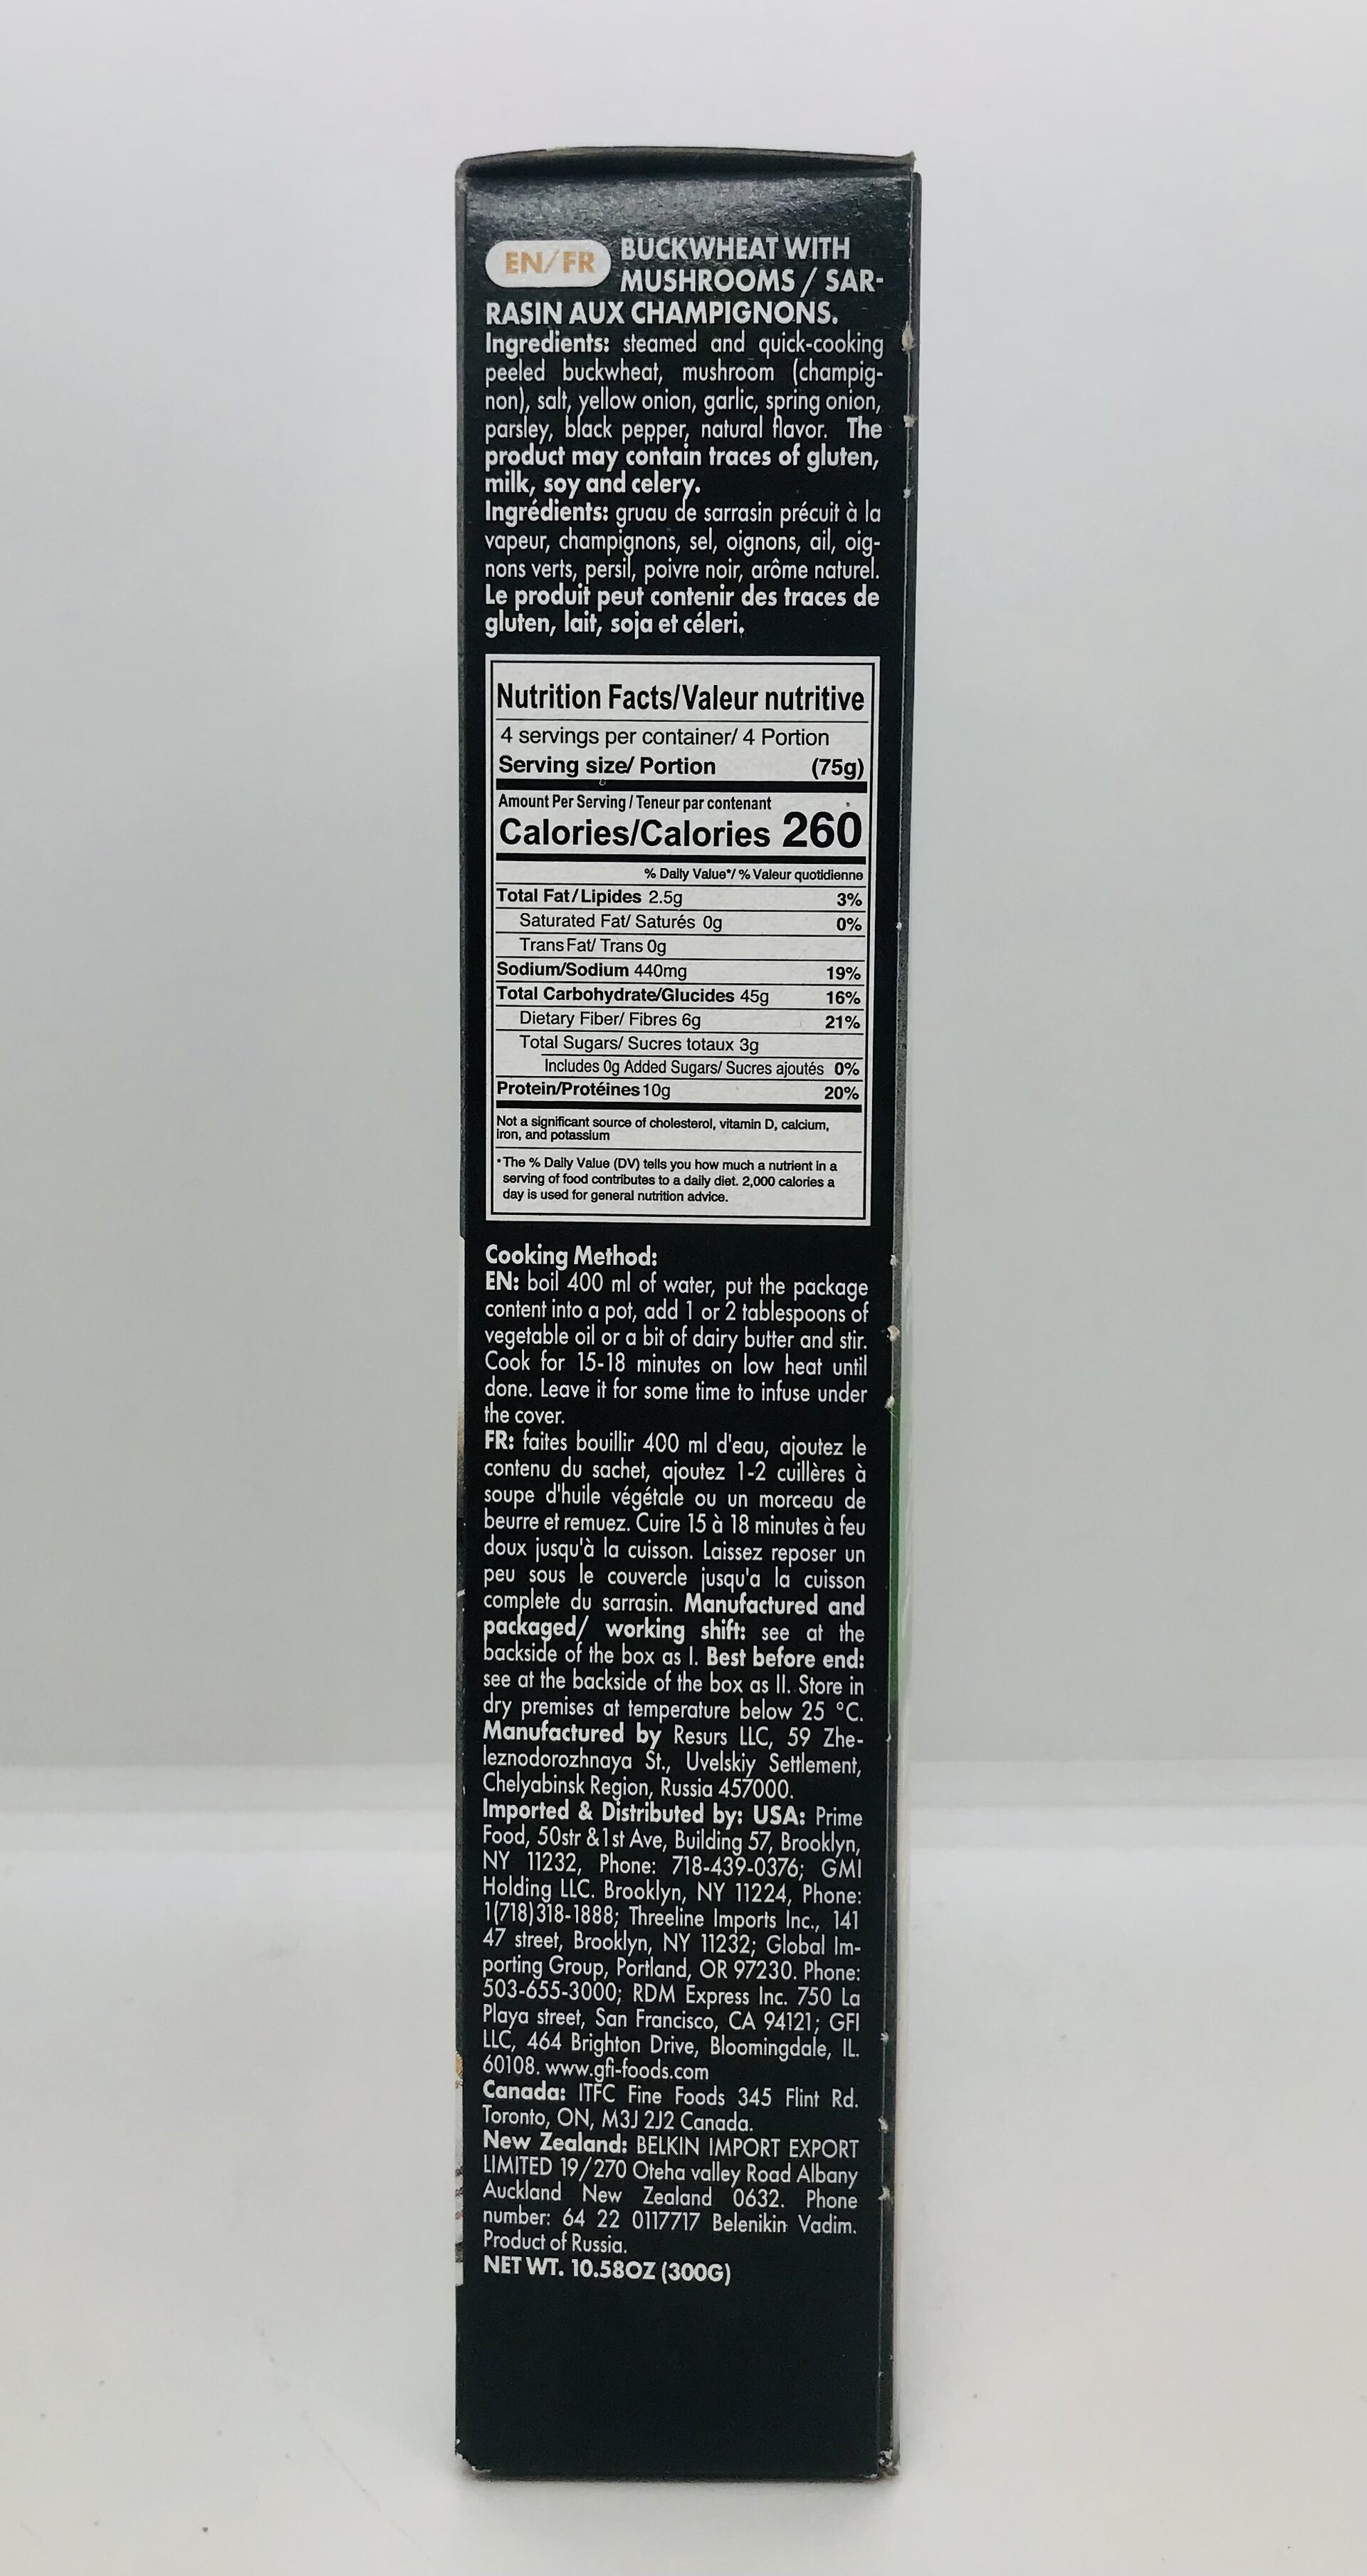 EN/FR BUCKWHEAT WITH
MUSHROOMS / SAR-
RASIN AUX CHAMPIGNONS.
Ingredients: steamed and quick-cooking
peeled buckwheat, mushroom (champig-
non), salt, yellow onion, garlic, spring onion,
parsley, black pepper, natural flavor. The
product may contain traces of gluten,
milk, soy and celery.
Ingrédients: gruau de sarrasin précuit à la
vapeur, champignons, sel, oignons, ail, oig-
nons verts, persil, poivre noir, arôme naturel.
Le produit peut contenir des traces de
gluten, lait, soja et céleri.
Nutrition Facts/Valeur nutritive
4 servings per container/ 4 Portion
Serving size/ Portion (75g)
Amount Per Serving / Teneur par contenant
Calories/Calories 260
% Daily Value*/ % Valeur quotidienne
Total Fat/Lipides 2.5g 3%
Saturated Fat/ Saturés 0g 0%
Trans Fat/ Trans 0g
Sodium/Sodium 440mg 19%
Total Carbohydrate/Glucides 45g 16%
Dietary Fiber/ Fibres 6g 21%
Total Sugars/ Sucres totaux 3g
Includes 0g Added Sugars/ Sucres ajoutés 0%
Protein/Protéines 10g 20%
Not a significant source of cholesterol, vitamin D, calcium,
iron, and potassium
*The % Daily Value (DV) tells you how much a nutrient in a
serving of food contributes to a daily diet. 2,000 calories a
day is used for general nutrition advice.
Cooking Method:
EN: boil 400 ml of water, put the package
content into a pot, add 1 or 2 tablespoons of
vegetable oil or a bit of dairy butter and stir.
Cook for 15-18 minutes on low heat until
done. Leave it for some time to infuse under
the cover.
FR: faites bouillir 400 ml d'eau, ajoutez le
contenu du sachet, ajoutez 1-2 cuillères à
soupe d'huile végétale ou un morceau de
beurre et remuez. Cuire 15 à 18 minutes à feu
doux jusqu'à la cuisson. Laissez reposer un
peu sous le couvercle jusqu'a la cuisson
complete du sarrasin. Manufactured and
packaged/ working shift: see at the
backside of the box as I. Best before end:
see at the backside of the box as II. Store in
dry premises at temperature below 25 °C.
Manufactured by Resurs LLC, 59 Zhe-
leznodorozhnaya St., Uvelskiy Settlement,
Chelyabinsk Region, Russia 457000.
Imported & Distributed by: USA: Prime
Food, 50str &1st Ave, Building 57, Brooklyn,
NY 11232, Phone: 718-439-0376; GMI
Holding LLC. Brooklyn, NY 11224, Phone:
1(718)318-1888; Threeline Imports Inc., 141
47 street, Brooklyn, NY 11232; Global Im-
porting Group, Portland, OR 97230. Phone:
503-655-3000; RDM Express Inc. 750 La
Playa street, San Francisco, CA 94121; GFI
LLC, 464 Brighton Drive, Bloomingdale, IL.
60108. www.gfi-foods.com
Canada: ITFC Fine Foods 345 Flint Rd.
Toronto, ON, M3J 2J2 Canada.
New Zealand: BELKIN IMPORT EXPORT
LIMITED 19/270 Oteha valley Road Albany
Auckland New Zealand 0632. Phone
number: 64 22 0117717 Belenikin Vadim.
Product of Russia.
NET WT. 10.58OZ (300G)